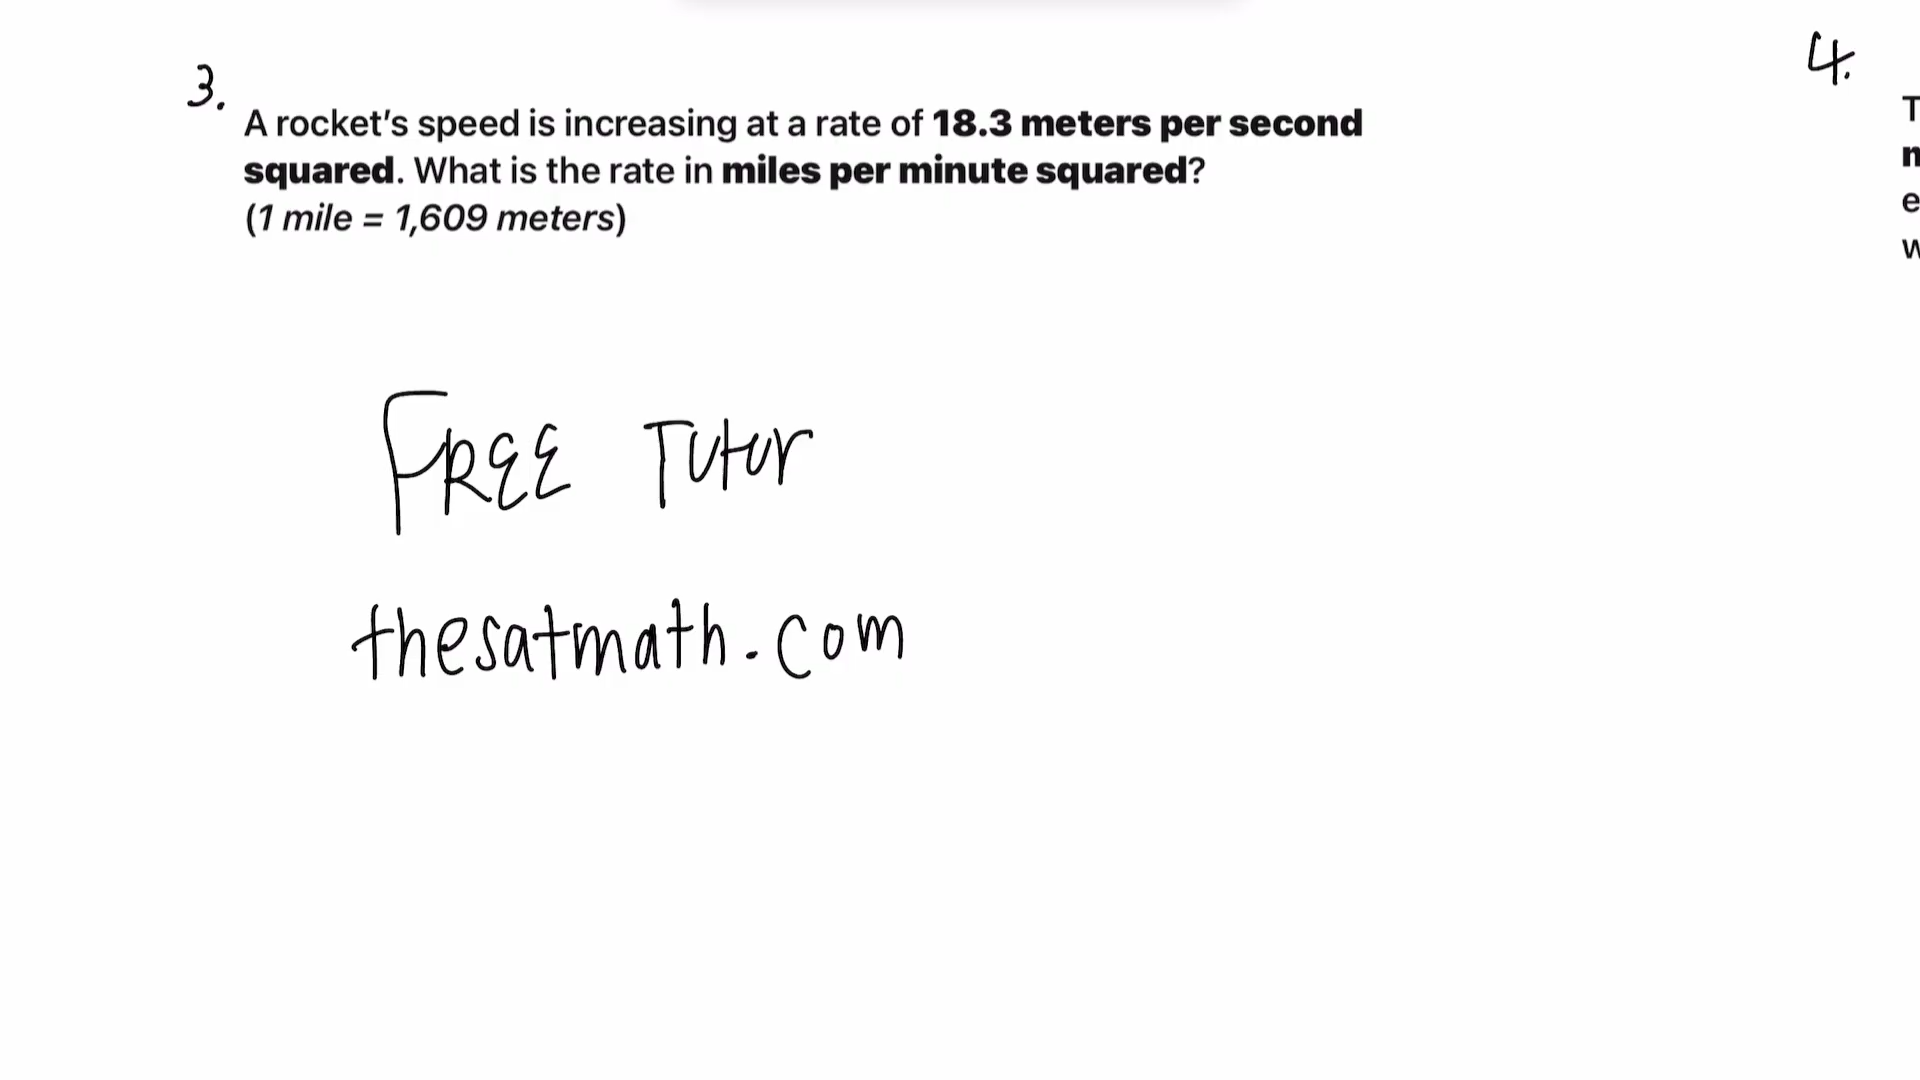 3.
A rocket's speed is increasing at a rate of 18.3 meters per second
squared. What is the rate in miles per minute squared?
(1 mile = 1,609 meters)
FREE Tutor
thesatmath.com
4.
T
e